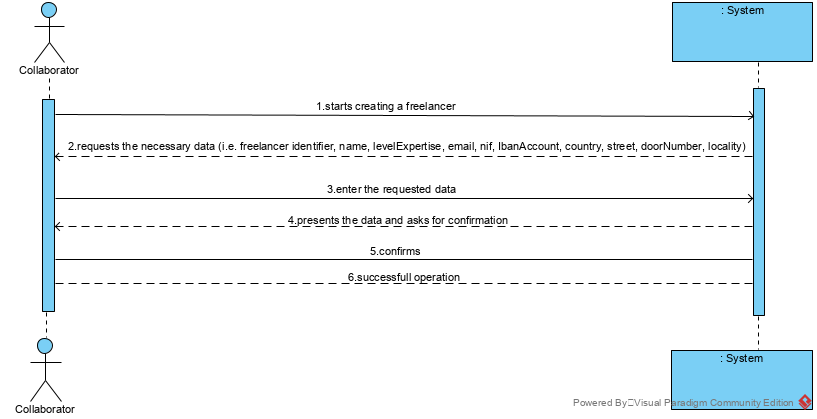 : System
Collaborator
1.starts creating a freelancer
2.requests the necessary data (i.e. freelancer identifier, name, levelExpertise, email, nif, IbanAccount, country, street, doorNumber, locality)
3.enter the requested data
4.presents the data and asks for confirmation
5.confirms
6.successfull operation
: System
Powered By Visual Paradigm Community Edition
Collaborator